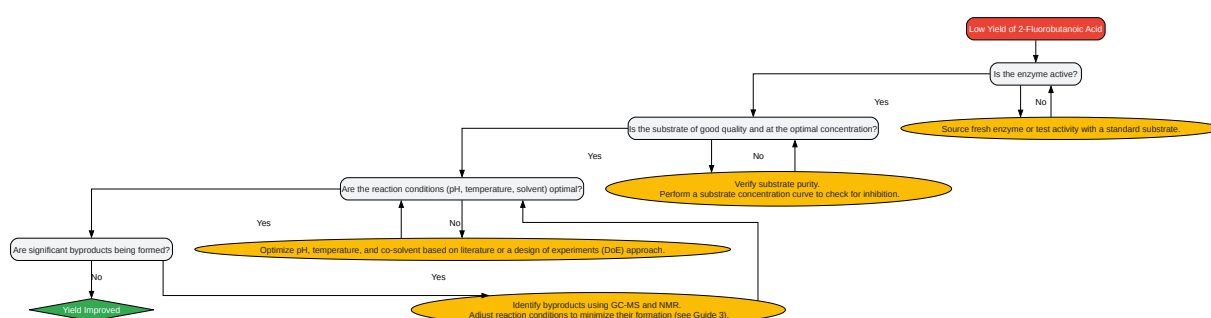 Low Yield of 2-Fluorobutanoic Acid
Is the enzyme active?
Yes
No
Source fresh enzyme or test activity with a standard substrate.
Is the substrate of good quality and at the optimal concentration?
Yes
No
Verify substrate purity.
Perform a substrate concentration curve to check for inhibition.
Are the reaction conditions (pH, temperature, solvent) optimal?
Yes
No
Optimize pH, temperature, and co-solvent based on literature or a design of experiments (DoE) approach.
Are significant byproducts being formed?
No
Yes
Yield Improved
Identify byproducts using GC-MS and NMR.
Adjust reaction conditions to minimize their formation (see Guide 3).